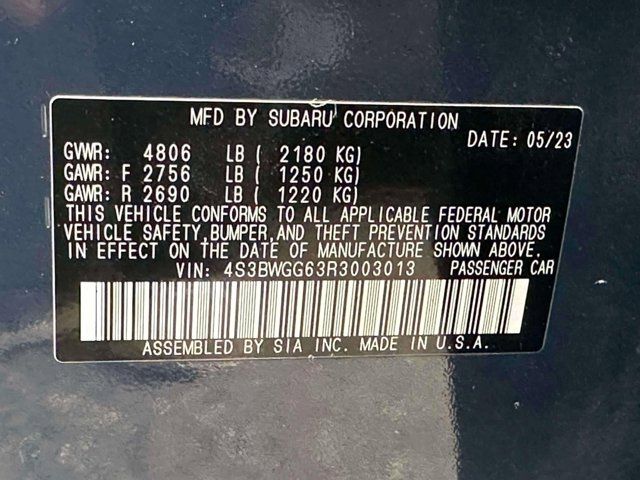 MFD BY SUBARU CORPORATION
DATE: 05/23
GVWR: 4806 LB ( 2180 KG)
GAWR: F 2756 LB ( 1250 KG)
GAWR: R 2690 LB ( 1220 KG)
THIS VEHICLE CONFORMS TO ALL APPLICABLE FEDERAL MOTOR
VEHICLE SAFETY, BUMPER, AND THEFT PREVENTION STANDARDS
IN EFFECT ON THE DATE OF MANUFACTURE SHOWN ABOVE.
VIN: 4S3BWGG63R3003013 PASSENGER CAR
ASSEMBLED BY SIA INC. MADE IN U.S.A.